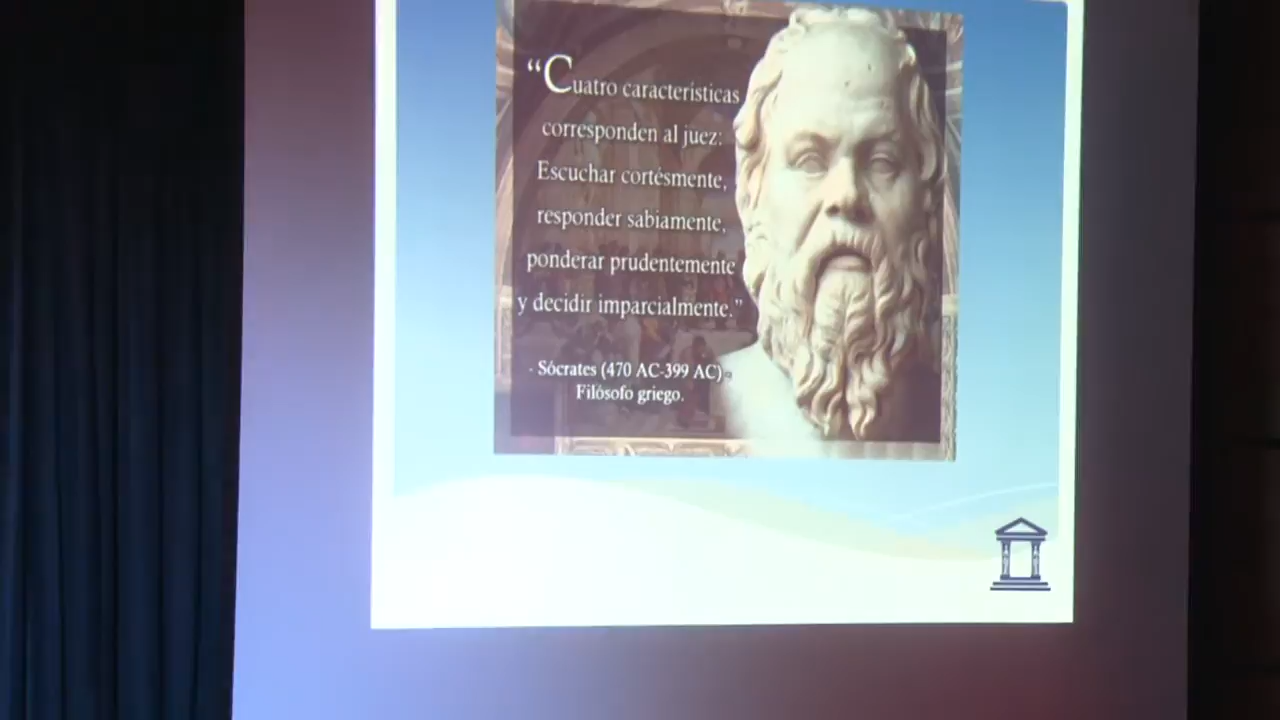 “Cuatro características
corresponden al juez:
Escuchar cortésmente,
responder sabiamente,
ponderar prudentemente
y decidir imparcialmente.”
- Sócrates (470 AC-399 AC) -
Filósofo griego.